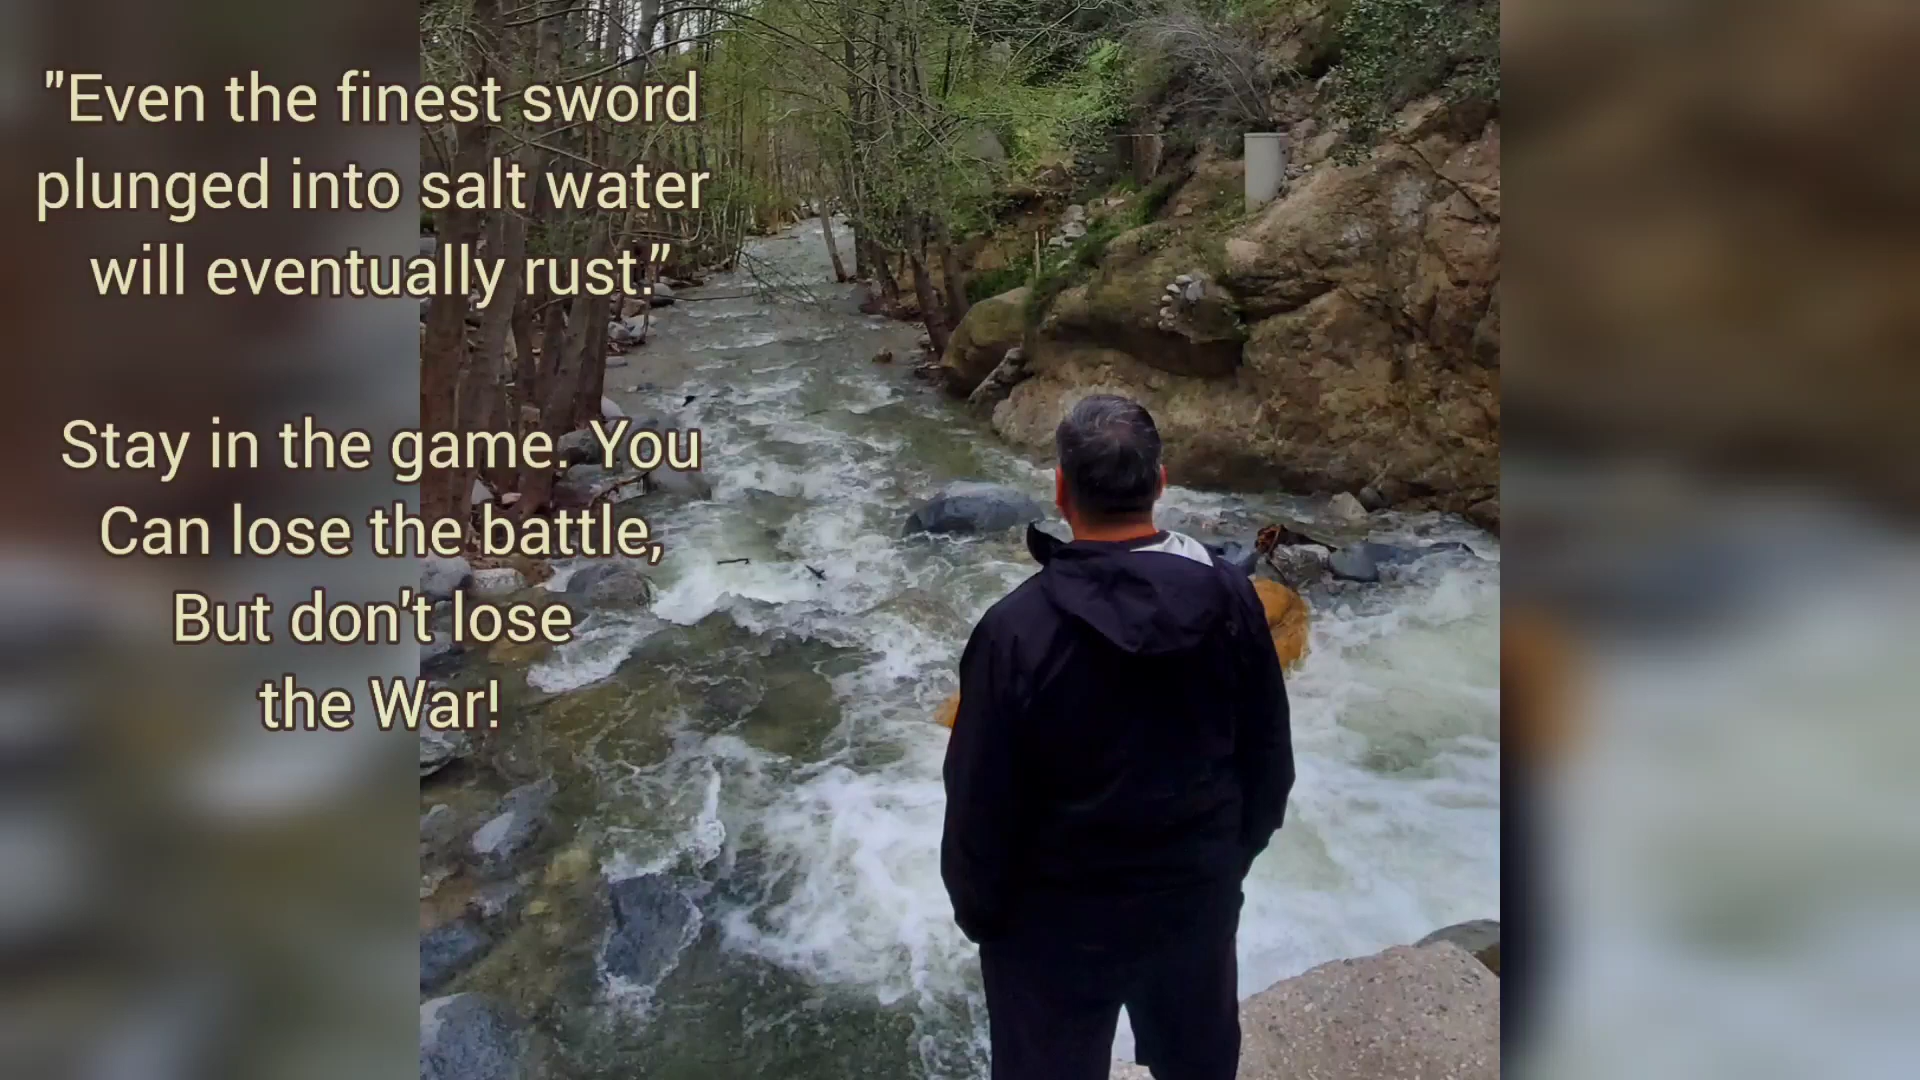 "Even the finest sword
plunged into salt water
will eventually rust.”
Stay in the game. You
Can lose the battle,
But don't lose
the War!